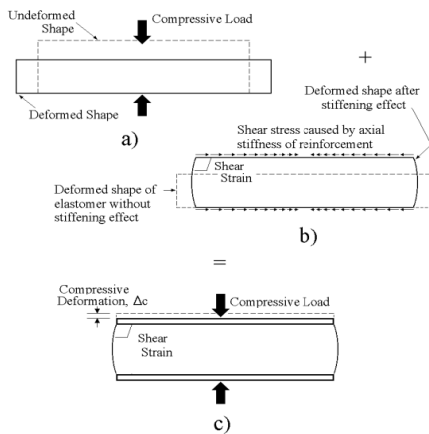 Undeformed
Shape
Compressive Load
Deformed Shape
a)
+
Deformed shape after
stiffening effect
Shear stress caused by axial
stiffness of reinforcement
Shear
Strain
Deformed shape of
elastomer without
stiffening effect
b)
=
Compressive
Deformation, Δc
Compressive Load
Shear
Strain
c)